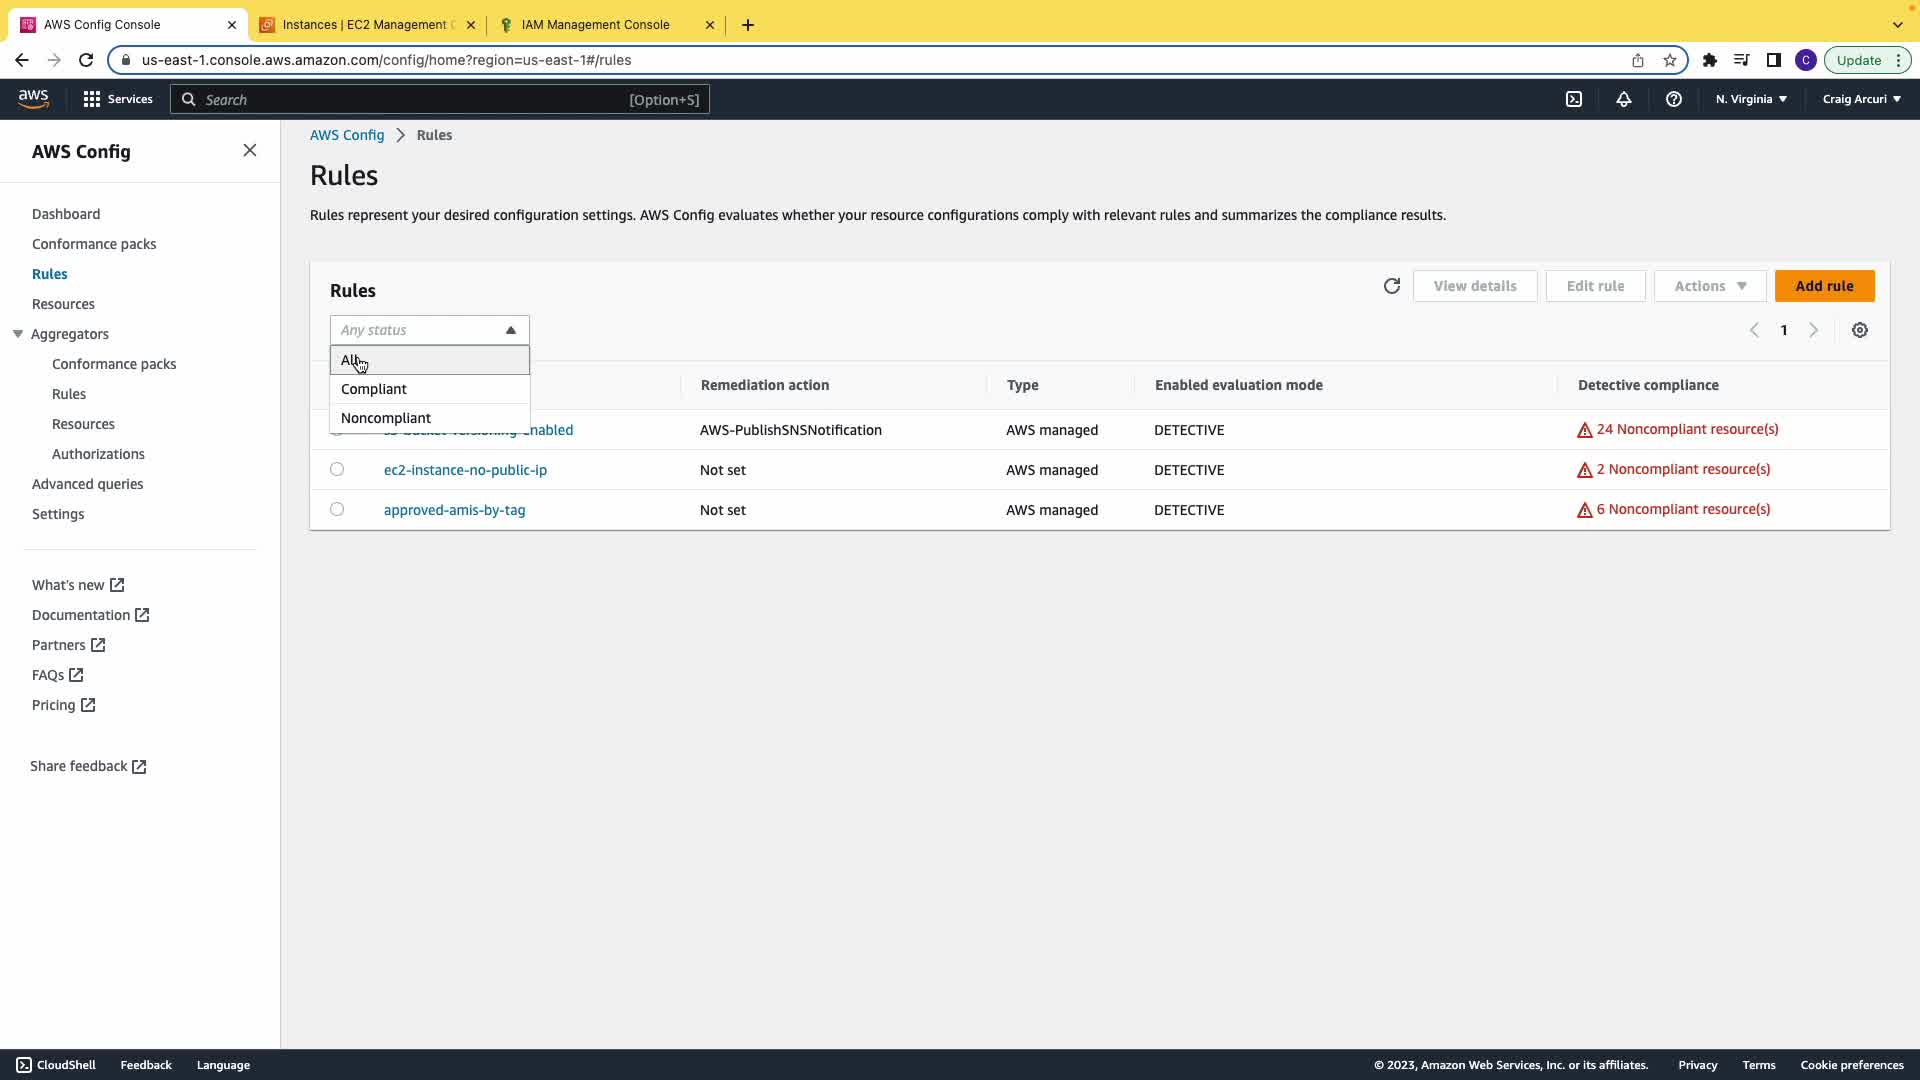 AWS Config Console
Instances | EC2 Management C
IAM Management Console
us-east-1.console.aws.amazon.com/config/home?region=us-east-1#/rules
C
Update
aws
Services
Search
[Option+S]
N. Virginia
Craig Arcuri
AWS Config
Dashboard
Conformance packs
Rules
Resources
Aggregators
Conformance packs
Rules
Resources
Authorizations
Advanced queries
Settings
What's new
Documentation
Partners
FAQs
Pricing
Share feedback
AWS Config > Rules
Rules
Rules represent your desired configuration settings. AWS Config evaluates whether your resource configurations comply with relevant rules and summarizes the compliance results.
Rules
View details
Edit rule
Actions
Add rule
Any status
1
All
Compliant
Noncompliant
Remediation action
Type
Enabled evaluation mode
Detective compliance
s3-bucket-versioning-enabled
AWS-PublishSNSNotification
AWS managed
DETECTIVE
24 Noncompliant resource(s)
ec2-instance-no-public-ip
Not set
AWS managed
DETECTIVE
2 Noncompliant resource(s)
approved-amis-by-tag
Not set
AWS managed
DETECTIVE
6 Noncompliant resource(s)
CloudShell
Feedback
Language
© 2023, Amazon Web Services, Inc. or its affiliates.
Privacy
Terms
Cookie preferences